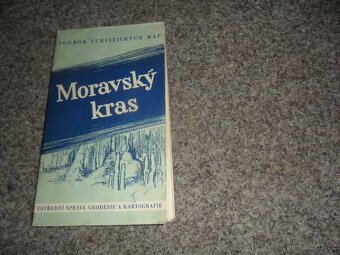 SOUBOR TURISTICKÝCH MAP
Moravský
kras
ÚSTŘEDNÍ SPRÁVA GEODESIE A KARTOGRAFIE